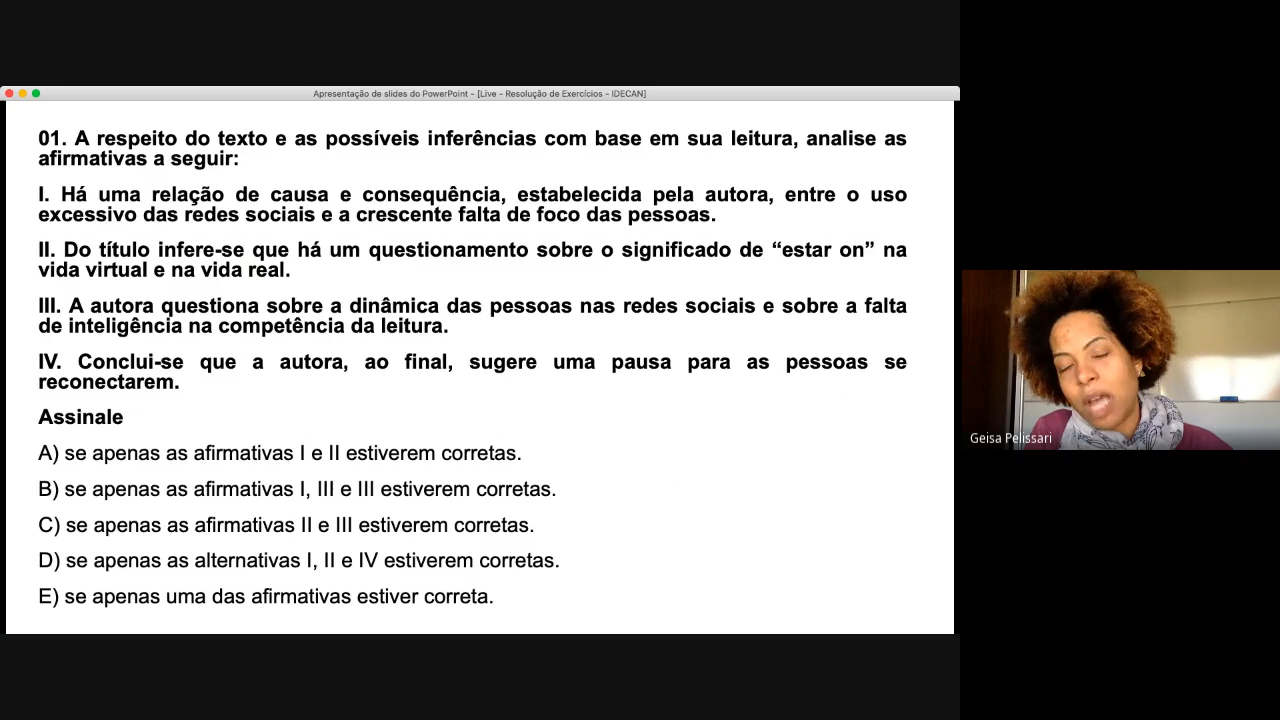 Apresentação de slides do PowerPoint - [Live - Resolução de Exercícios - IDECAN]
01. A respeito do texto e as possíveis inferências com base em sua leitura, analise as
afirmativas a seguir:
I. Há uma relação de causa e consequência, estabelecida pela autora, entre o uso
excessivo das redes sociais e a crescente falta de foco das pessoas.
II. Do título infere-se que há um questionamento sobre o significado de “estar on” na
vida virtual e na vida real.
III. A autora questiona sobre a dinâmica das pessoas nas redes sociais e sobre a falta
de inteligência na competência da leitura.
IV. Conclui-se que a autora, ao final, sugere uma pausa para as pessoas se
reconectarem.
Assinale
A) se apenas as afirmativas I e II estiverem corretas.
B) se apenas as afirmativas I, III e III estiverem corretas.
C) se apenas as afirmativas II e III estiverem corretas.
D) se apenas as alternativas I, II e IV estiverem corretas.
E) se apenas uma das afirmativas estiver correta.
Geisa Pelissari